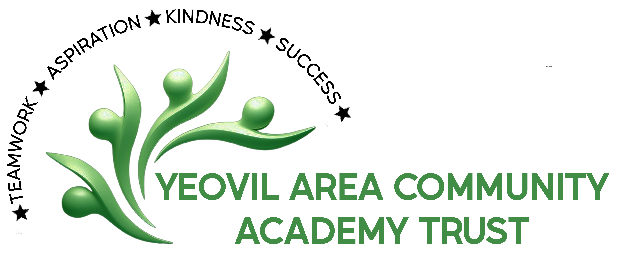 ★TEAMWORK★ASPIRATION★KINDNESS★SUCCESS★
YEOVIL AREA COMMUNITY
ACADEMY TRUST